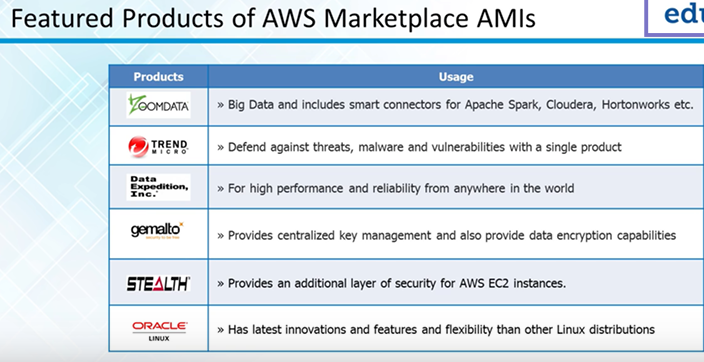 Featured Products of AWS Marketplace AMIs
edu
Products Usage
ZOOMDATA » Big Data and includes smart connectors for Apache Spark, Cloudera, Hortonworks etc.
TREND
MICRO » Defend against threats, malware and vulnerabilities with a single product
Data
Expedition,
Inc. » For high performance and reliability from anywhere in the world
gemalto » Provides centralized key management and also provide data encryption capabilities
security to be free
STEALTH » Provides an additional layer of security for AWS EC2 instances.
ORACLE
LINUX » Has latest innovations and features and flexibility than other Linux distributions